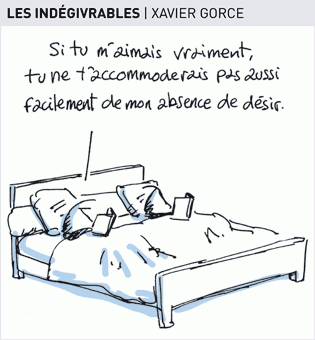 LES INDÉGIVRABLES | XAVIER GORCE
Si tu m'aimais vraiment,
tu ne t'accommoderais pas aussi
facilement de mon absence de désir.